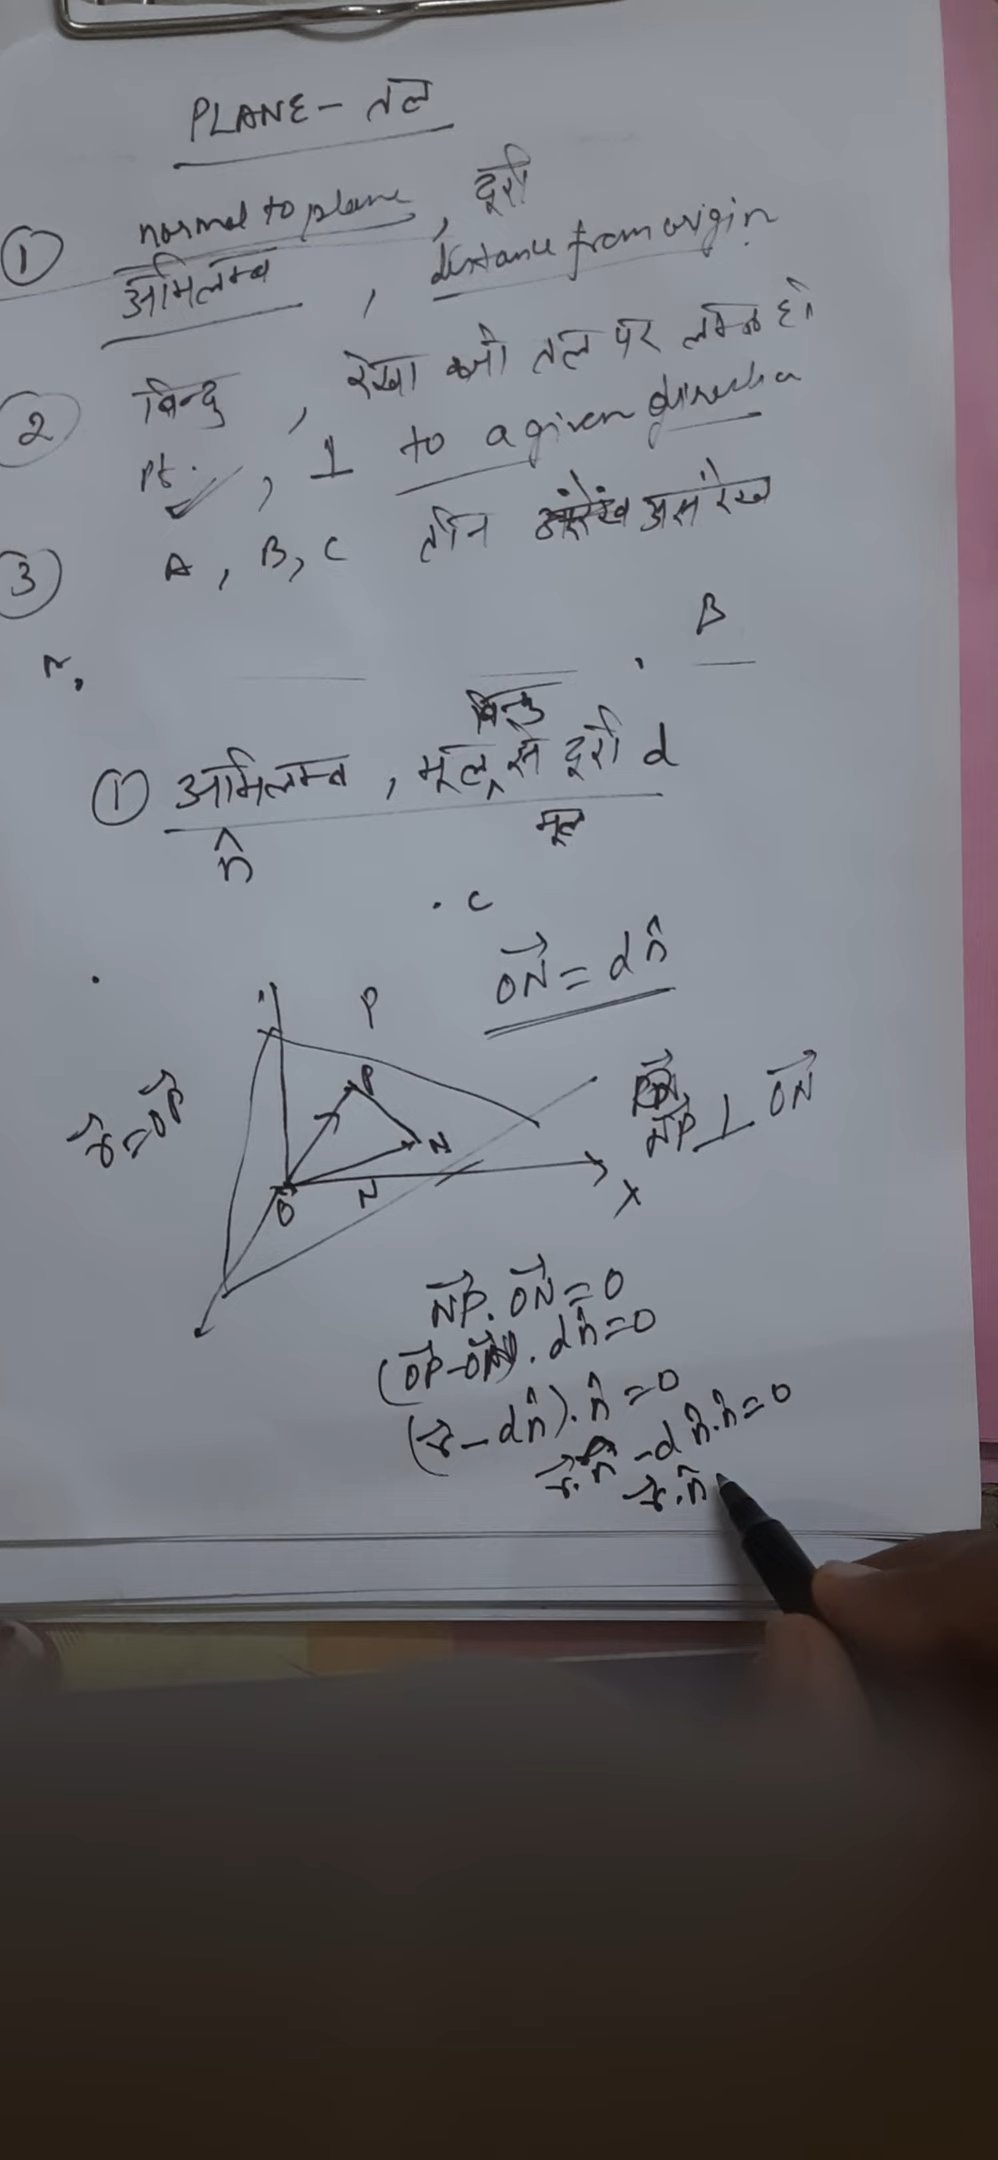 PLANE - तल
① normal to plane, दूरी
अभिलम्ब, distance from origin
② बिन्दु, रेखा जो तल पर लम्ब हो
Pt. ✓, ⊥ to a given direction
③ A, B, C तीन असंरेख
B
बिन्दु
① अभिलम्ब, मूल से दूरी d
n̂ मूल
. C
ON⃗ = d n̂
P
r⃗ = OP⃗
P
N
NP⃗ ⊥ ON⃗
O N X
NP⃗ . ON⃗ = 0
(OP⃗ - ON⃗) . d n̂ = 0
(r⃗ - d n̂) . n̂ = 0
r⃗ . n̂ - d n̂ . n̂ = 0
r⃗ . n̂